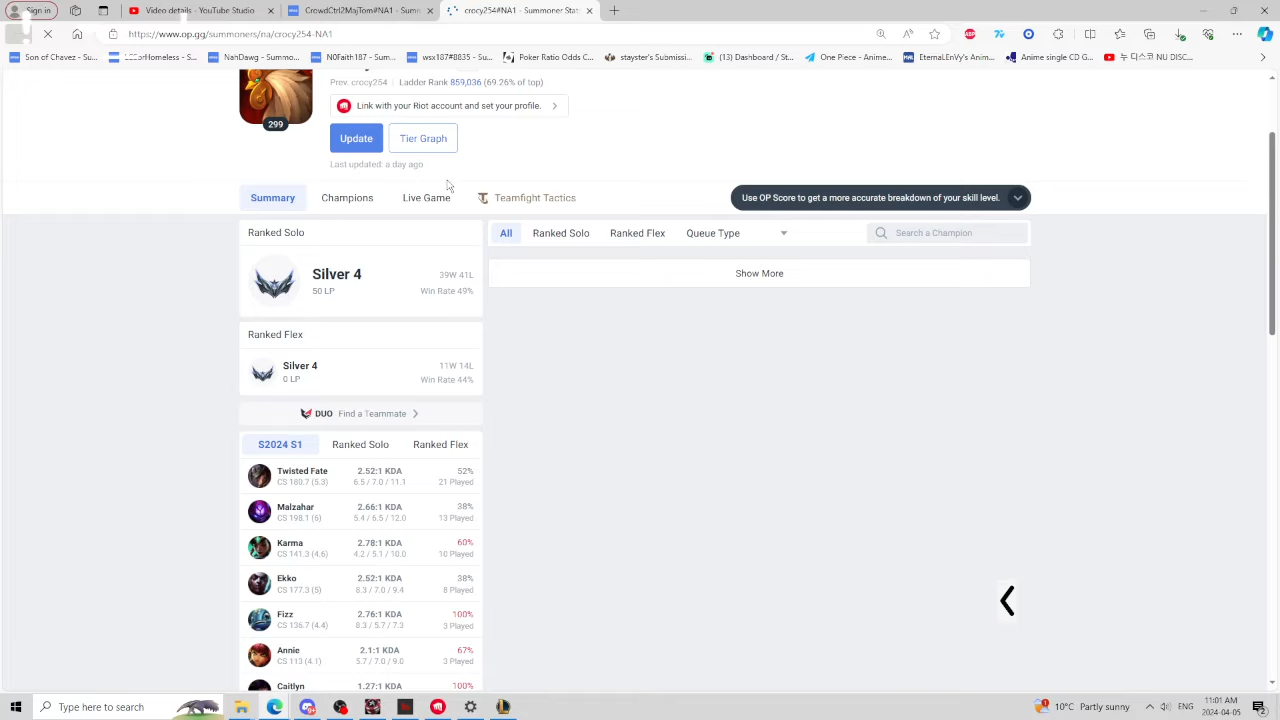 Sign in
Video details - YouTube Studio
Croc1zt2MajTom#NA1 - Summon
crocy254#NA1 - Summoner Stat
https://www.op.gg/summoners/na/crocy254-NA1
Son of Chaves - Su...
HomeLess - S...
NahDawg - Summo...
N0Fakez - Su...
wsx187#8835 - Su...
Poker Ratio Odds C...
stayster's Submissi...
(13) Dashboard / St...
One Piece - Anime...
EternalENVy's Anim...
Anime single CG d...
Prev. crocy254 | Ladder Rank 859,036 (69.26% of top)
Link with your Riot account and set your profile.
299
Update Tier Graph
Last updated: a day ago
Summary Champions Live Game Teamfight Tactics
Use OP Score to get a more accurate breakdown of your skill level.
Ranked Solo
All Ranked Solo Ranked Flex Queue Type Search a Champion
Silver 4 39W 41L
50 LP Win Rate 49%
Show More
Ranked Flex
Silver 4 11W 14L
0 LP Win Rate 44%
DUO Find a Teammate
S2024 S1 Ranked Solo Ranked Flex
Twisted Fate 2.52:1 KDA 52%
CS 180.7 (5.3) 6.5 / 7.0 / 11.1 21 Played
Malzahar 2.66:1 KDA 38%
CS 198.1 (6) 5.4 / 6.5 / 12.0 13 Played
Karma 2.78:1 KDA 60%
CS 141.3 (4.6) 4.2 / 5.1 / 10.0 10 Played
Ekko 2.52:1 KDA 38%
CS 177.3 (5) 8.3 / 7.0 / 9.4 8 Played
Fizz 2.76:1 KDA 100%
CS 136.7 (4.4) 8.3 / 5.7 / 7.3 3 Played
Annie 2.1:1 KDA 67%
CS 113 (4.1) 5.7 / 7.0 / 9.0 3 Played
Caitlyn 1.27:1 KDA 100%
Type here to search
10°C Partly sunny
ENG
11:01 AM
2024-04-05